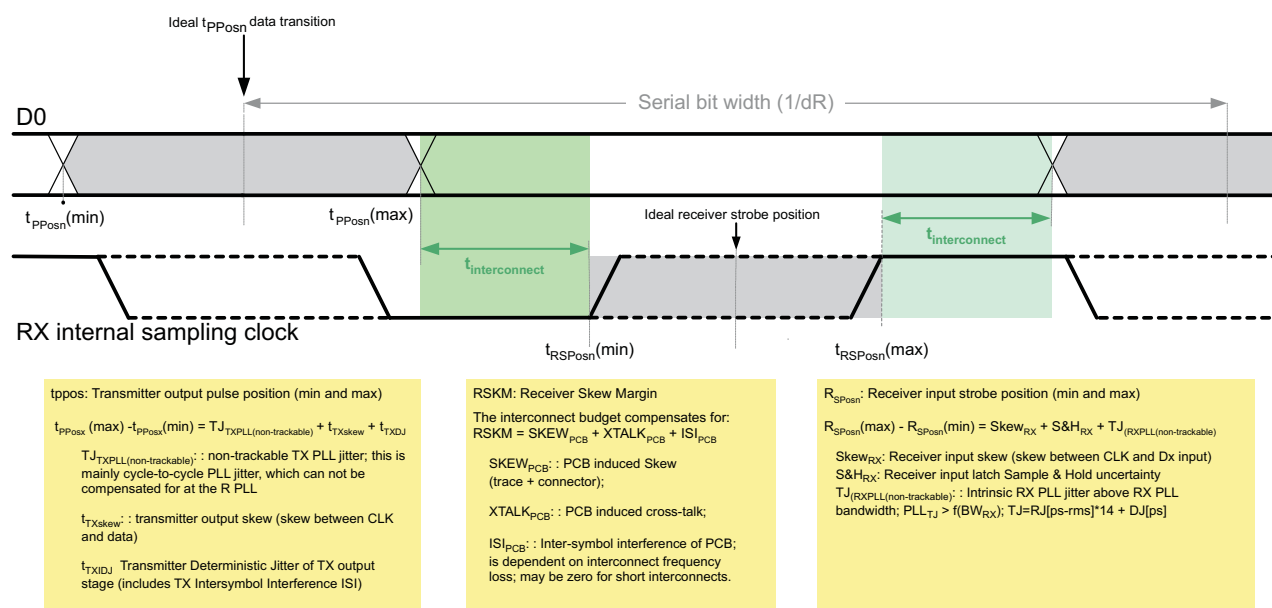 Ideal tPPosn data transition
Serial bit width (1/dR)
D0
tPPosn(min)
tPPosn(max)
Ideal receiver strobe position
tinterconnect
tinterconnect
RX internal sampling clock
tRSPosn(min)
tRSPosn(max)
tppos: Transmitter output pulse position (min and max)
tPPosx (max) -tPPosx(min) = TJTXPLL(non-trackable) + tTXskew + tTXDJ
TJTXPLL(non-trackable): : non-trackable TX PLL jitter; this is
mainly cycle-to-cycle PLL jitter, which can not be
compensated for at the R PLL
tTXskew: : transmitter output skew (skew between CLK
and data)
tTXIDJ Transmitter Deterministic Jitter of TX output
stage (includes TX Intersymbol Interference ISI)
RSKM: Receiver Skew Margin
The interconnect budget compensates for:
RSKM = SKEWPCB + XTALKPCB + ISIPCB
SKEWPCB: : PCB induced Skew
(trace + connector);
XTALKPCB: : PCB induced cross-talk;
ISIPCB: : Inter-symbol interference of PCB;
is dependent on interconnect frequency
loss; may be zero for short interconnects.
RSPosn: Receiver input strobe position (min and max)
RSPosn(max) - RSPosn(min) = SkewRX + S&HRX + TJ(RXPLL(non-trackable)
SkewRX: Receiver input skew (skew between CLK and Dx input)
S&HRX: Receiver input latch Sample & Hold uncertainty
TJ(RXPLL(non-trackable): : Intrinsic RX PLL jitter above RX PLL
bandwidth; PLLTJ > f(BWRX); TJ=RJ[ps-rms]*14 + DJ[ps]